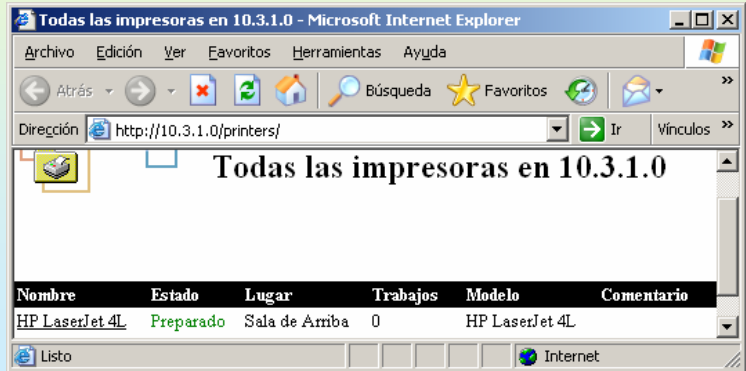 Todas las impresoras en 10.3.1.0 - Microsoft Internet Explorer
Archivo Edición Ver Favoritos Herramientas Ayuda
Atrás Búsqueda Favoritos »
Dirección http://10.3.1.0/printers/ Ir Vínculos »
Todas las impresoras en 10.3.1.0
Nombre Estado Lugar Trabajos Modelo Comentario
HP LaserJet 4L Preparado Sala de Arriba 0 HP LaserJet 4L
Listo Internet